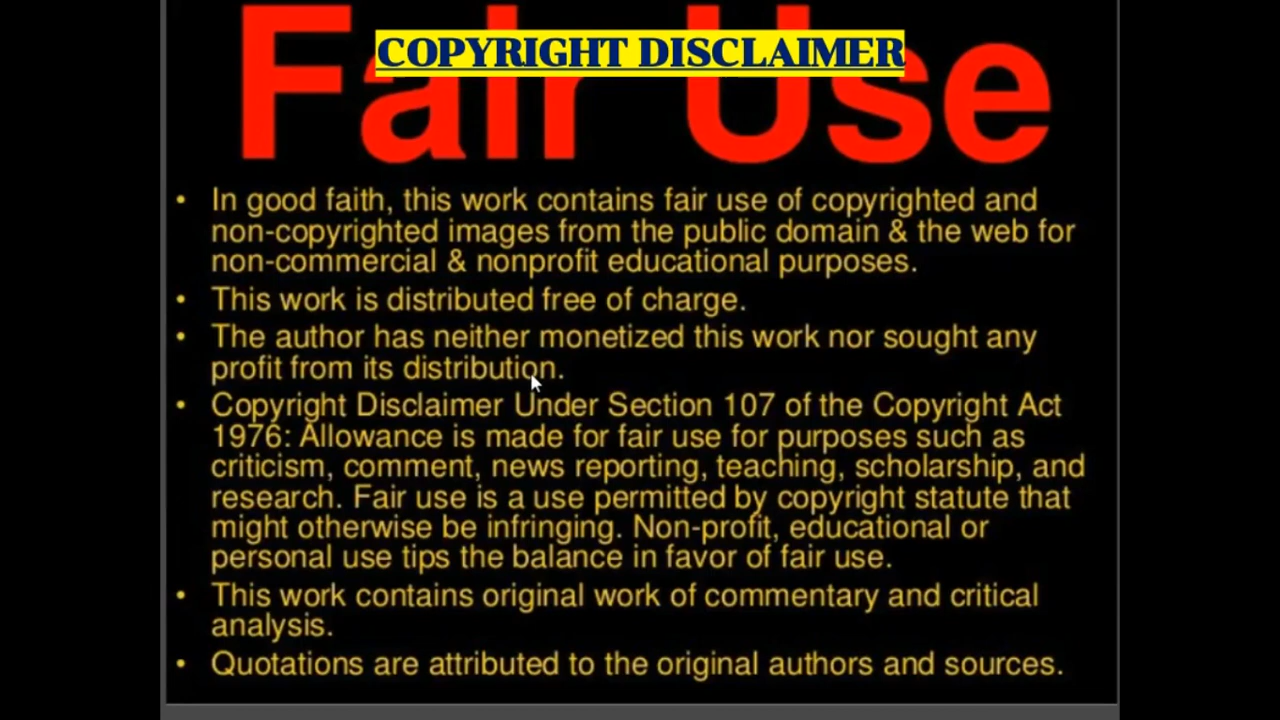 COPYRIGHT DISCLAIMER
Fair Use
• In good faith, this work contains fair use of copyrighted and
non-copyrighted images from the public domain & the web for
non-commercial & nonprofit educational purposes.
• This work is distributed free of charge.
• The author has neither monetized this work nor sought any
profit from its distribution.
• Copyright Disclaimer Under Section 107 of the Copyright Act
1976: Allowance is made for fair use for purposes such as
criticism, comment, news reporting, teaching, scholarship, and
research. Fair use is a use permitted by copyright statute that
might otherwise be infringing. Non-profit, educational or
personal use tips the balance in favor of fair use.
• This work contains original work of commentary and critical
analysis.
• Quotations are attributed to the original authors and sources.